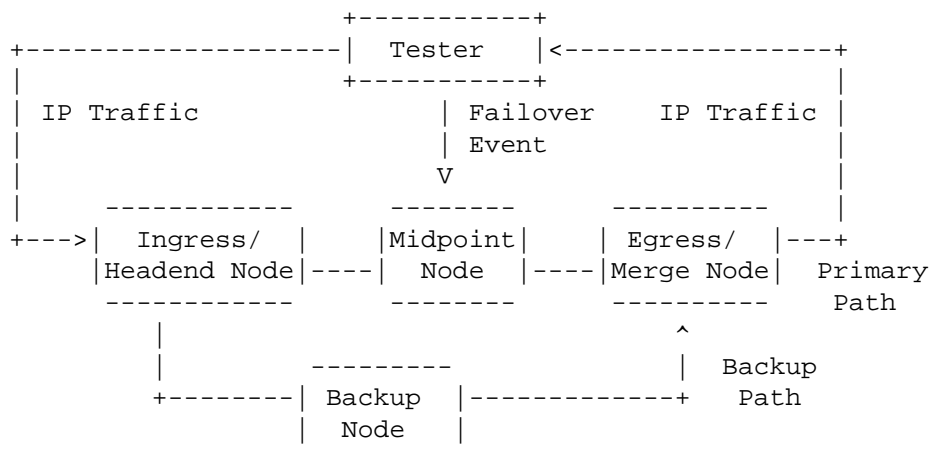 Tester
IP Traffic Failover IP Traffic
Event
Ingress/ Midpoint Egress/
Headend Node Node Merge Node Primary
Path
Backup
Backup Path
Node